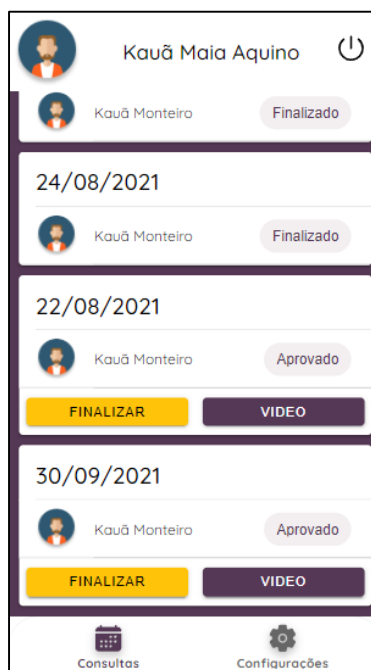 Kauã Maia Aquino
Kauã Monteiro Finalizado
24/08/2021
Kauã Monteiro Finalizado
22/08/2021
Kauã Monteiro Aprovado
FINALIZAR VIDEO
30/09/2021
Kauã Monteiro Aprovado
FINALIZAR VIDEO
Consultas Configurações